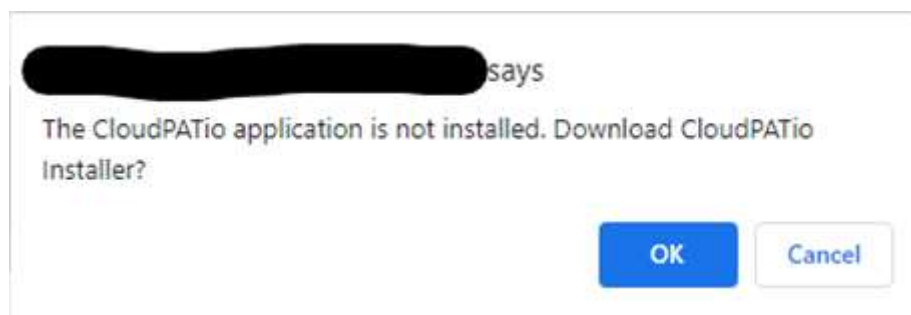 says
The CloudPATio application is not installed. Download CloudPATio
Installer?
OK Cancel